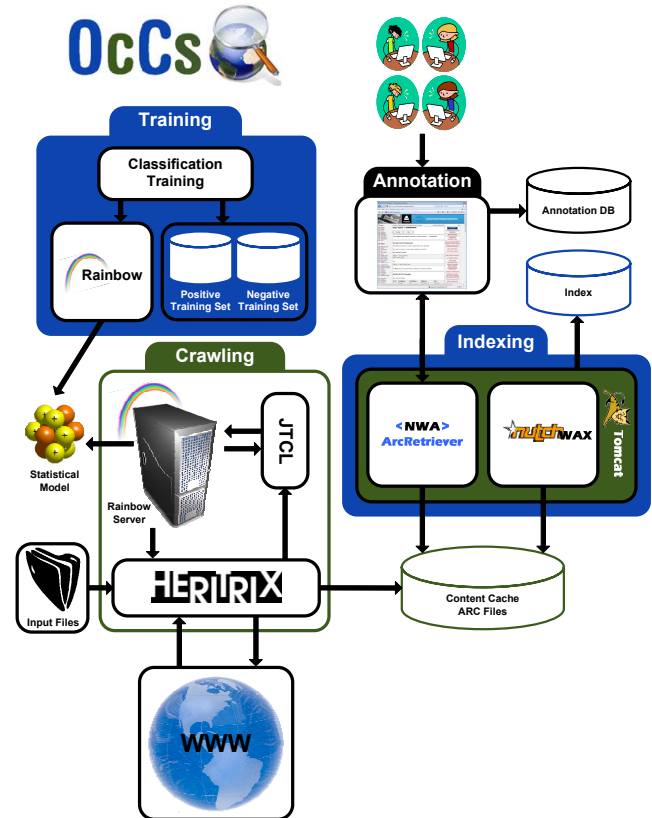 OcCs
Training
Classification
Training
Rainbow
Positive
Training Set
Negative
Training Set
Annotation
Annotation DB
Index
Crawling
Indexing
JTCL
Statistical
Model
Rainbow
Server
<NWA>
ArcRetriever
nutchwax
Tomcat
Input Files
HERITRIX
Content Cache
ARC Files
WWW